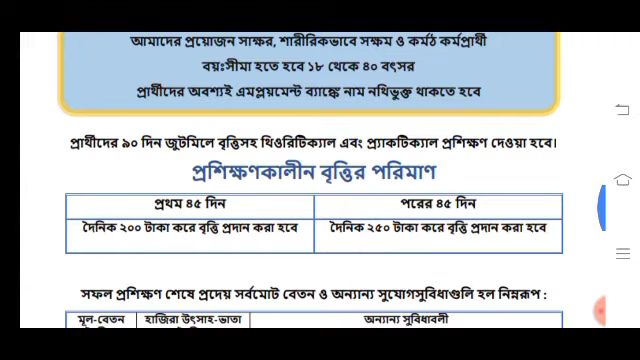 আমাদের প্রয়োজন সাক্ষর, শারীরিকভাবে সক্ষম ও কর্মঠ কর্মপ্রার্থী
বয়ঃসীমা হতে হবে ১৮ থেকে ৪০ বৎসর
প্রার্থীদের অবশ্যই এমপ্লয়মেন্ট ব্যাঙ্কে নাম নথিভুক্ত থাকতে হবে
প্রার্থীদের ৯০ দিন জুটমিলে বৃত্তিসহ থিওরিটিক্যাল এবং প্র্যাকটিক্যাল প্রশিক্ষণ দেওয়া হবে।
প্রশিক্ষণকালীন বৃত্তির পরিমাণ
প্রথম ৪৫ দিন পরের ৪৫ দিন
দৈনিক ২০০ টাকা করে বৃত্তি প্রদান করা হবে দৈনিক ২৫০ টাকা করে বৃত্তি প্রদান করা হবে
সফল প্রশিক্ষণ শেষে প্রদেয় সর্বমোট বেতন ও অন্যান্য সুযোগসুবিধাগুলি হল নিম্নরূপ :
মূল-বেতন হাজিরা উৎসাহ-ভাতা অন্যান্য সুবিধাবলী